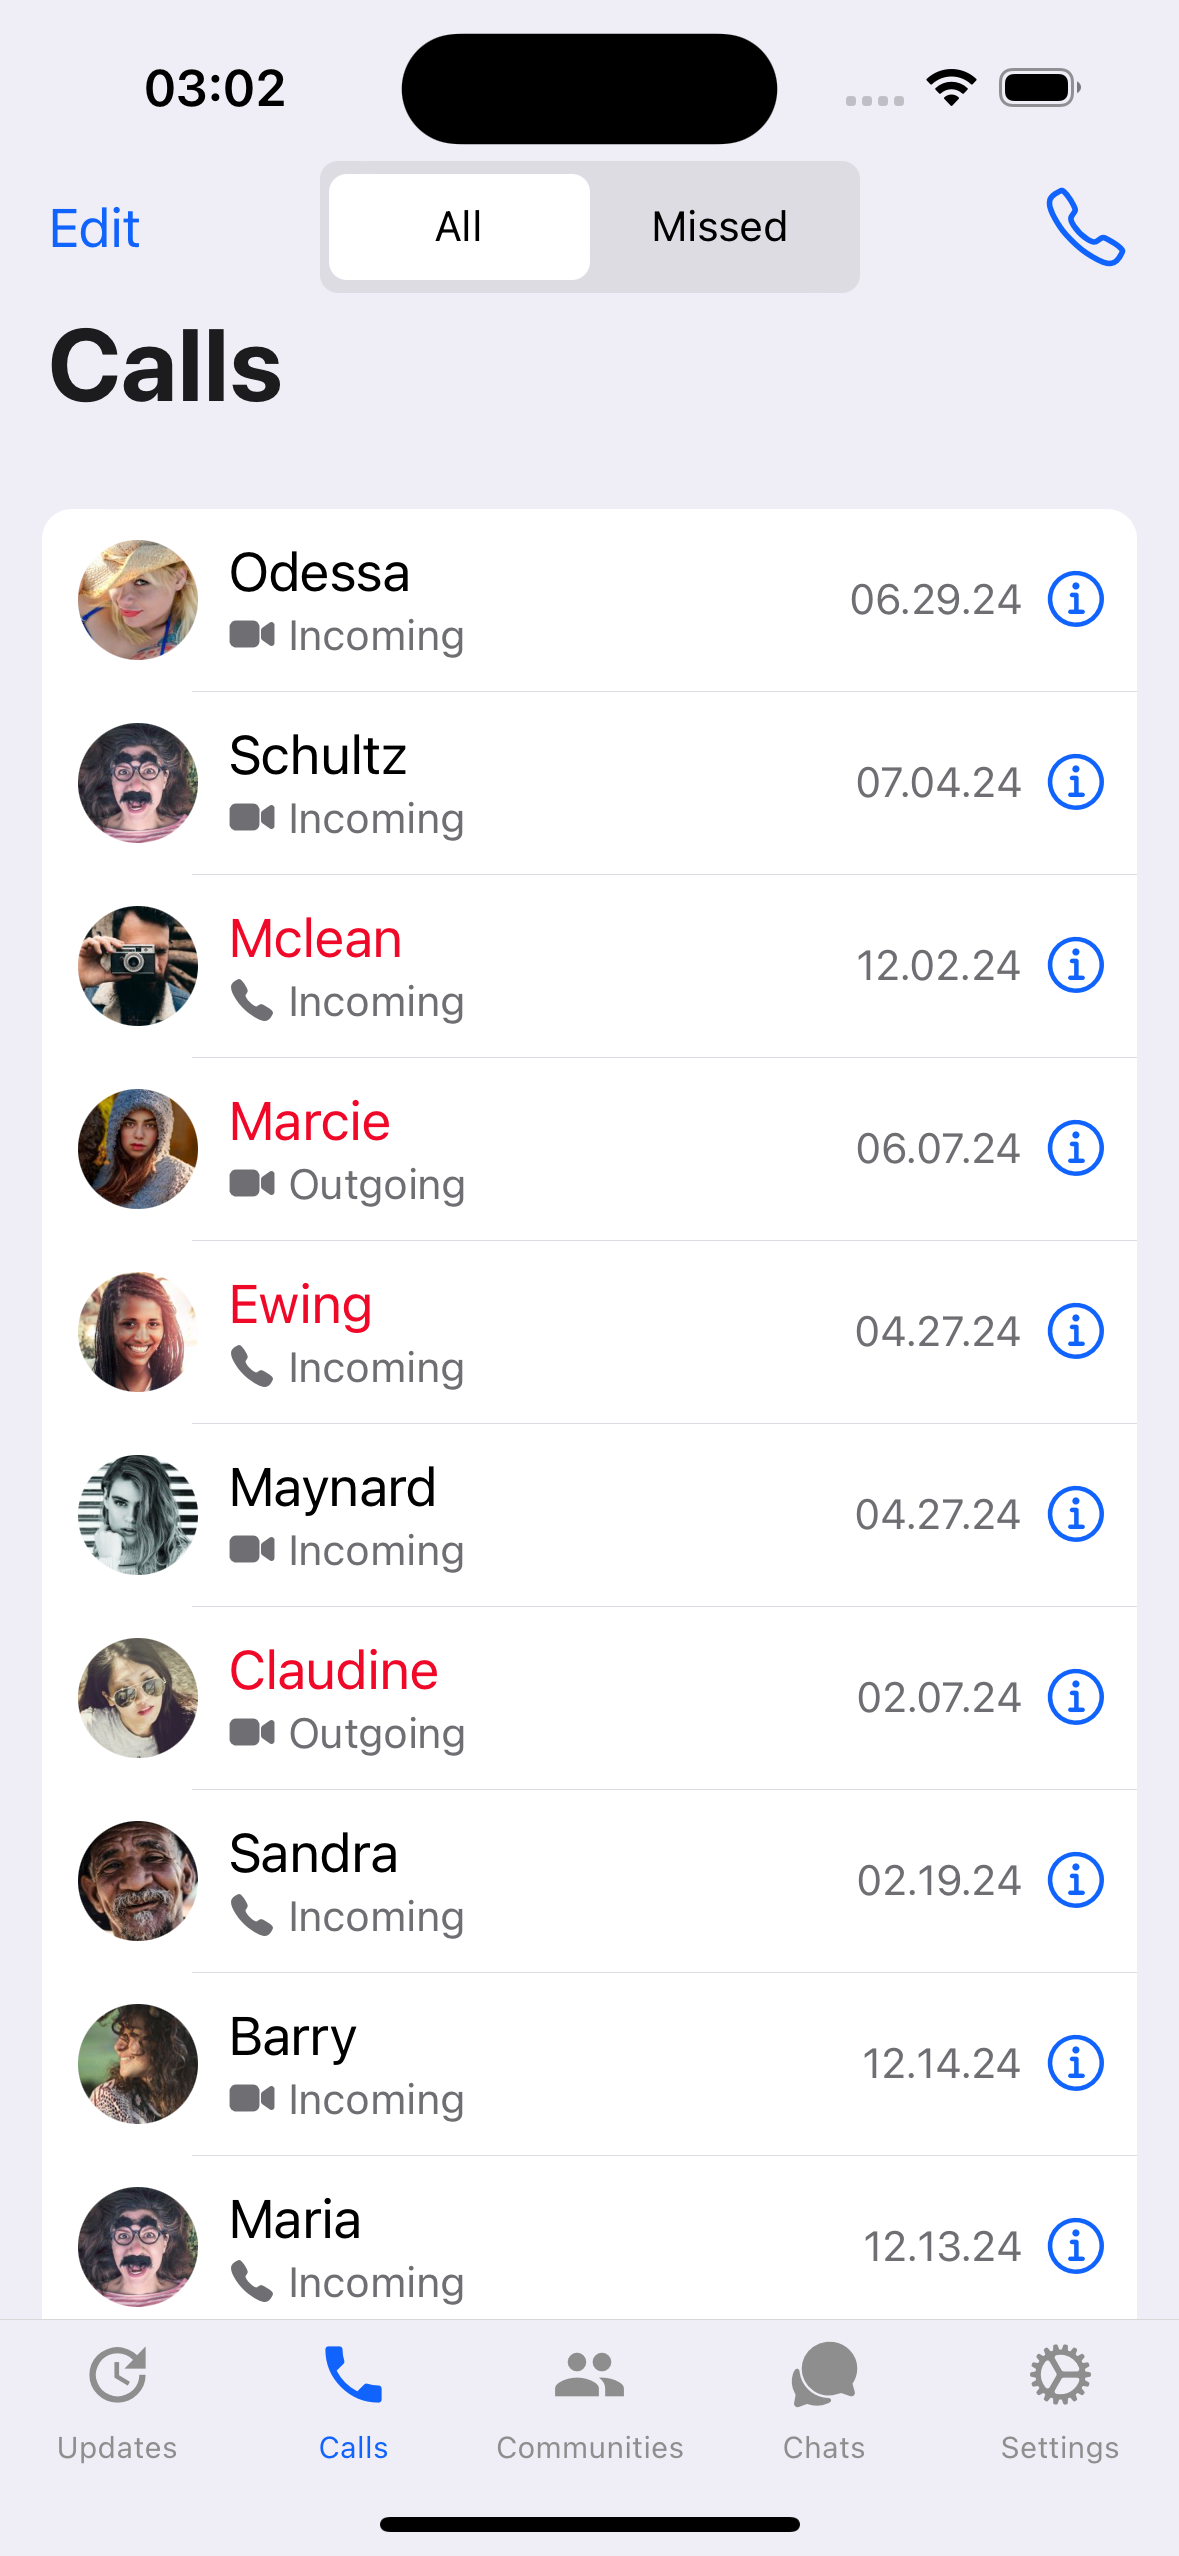 03:02
Edit
All
Missed
Calls
Odessa
06.29.24
Incoming
Schultz
07.04.24
Incoming
Mclean
12.02.24
Incoming
Marcie
06.07.24
Outgoing
Ewing
04.27.24
Incoming
Maynard
04.27.24
Incoming
Claudine
02.07.24
Outgoing
Sandra
02.19.24
Incoming
Barry
12.14.24
Incoming
Maria
12.13.24
Incoming
Updates
Calls
Communities
Chats
Settings